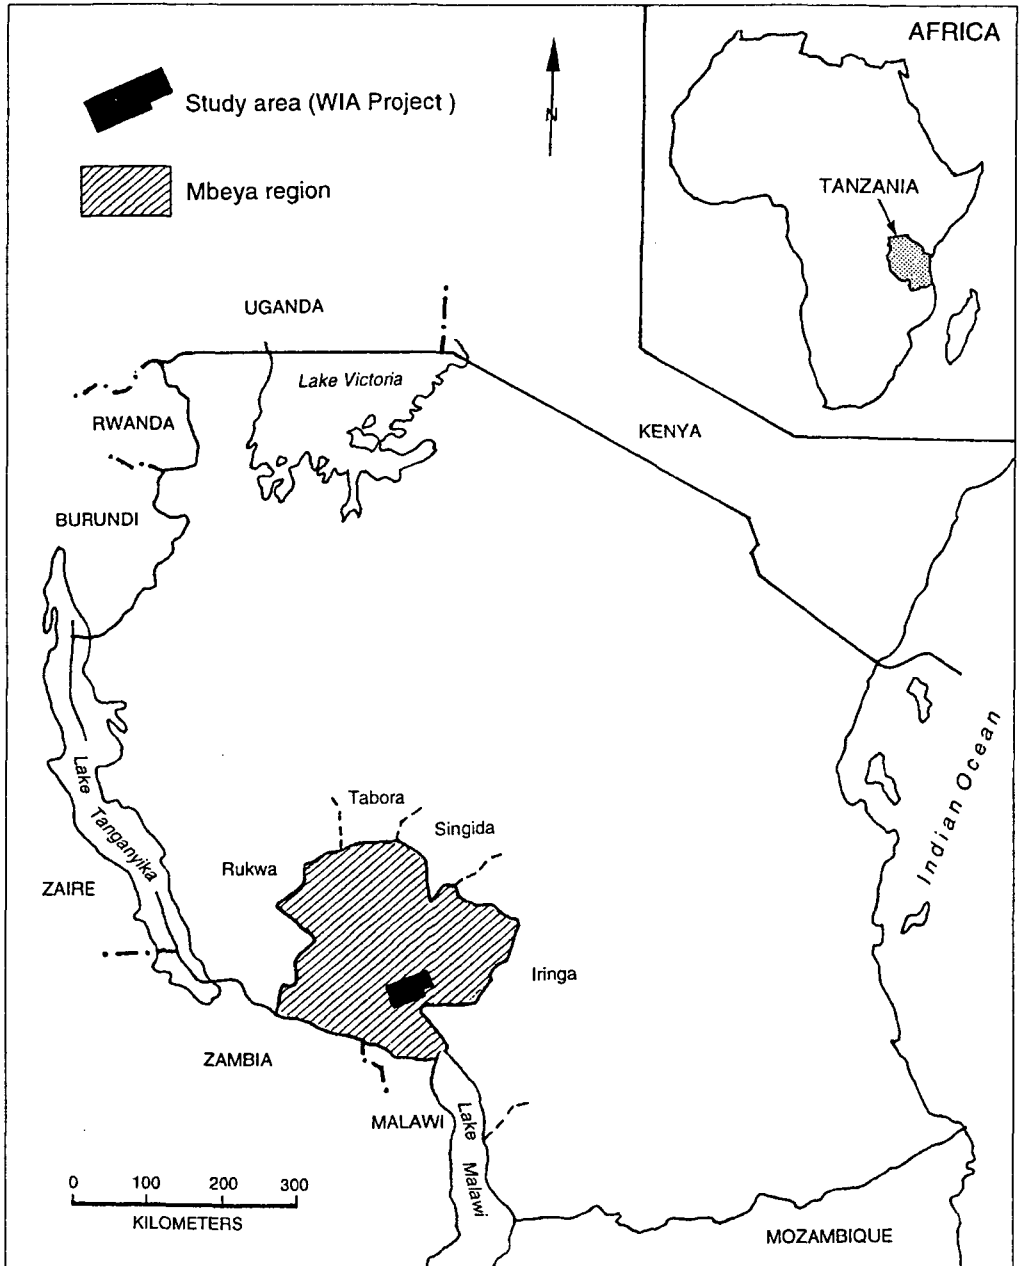 AFRICA
Study area (WIA Project )
N
Mbeya region
TANZANIA
UGANDA
Lake Victoria
RWANDA
KENYA
BURUNDI
Indian Ocean
Lake Tanganyika
Tabora
Singida
Rukwa
ZAIRE
Iringa
ZAMBIA
MALAWI
Lake Malawi
0 100 200 300
KILOMETERS
MOZAMBIQUE